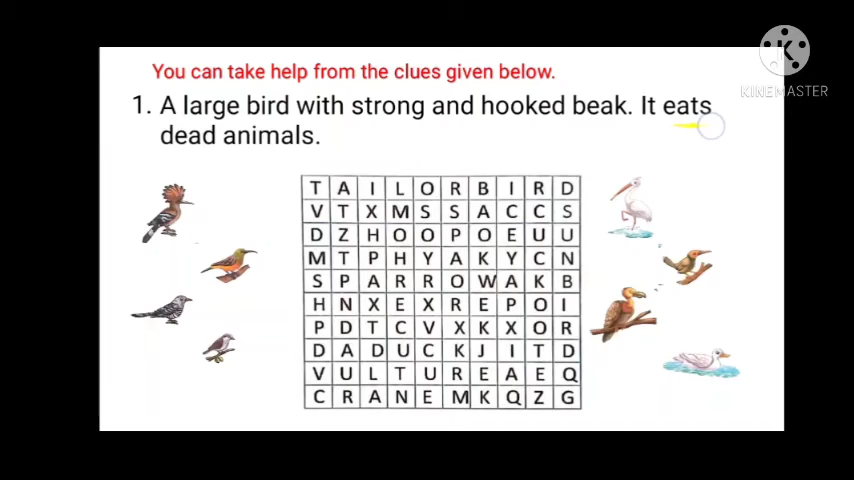 You can take help from the clues given below.
KINEMASTER
1. A large bird with strong and hooked beak. It eats
dead animals.
T A I L O R B I R D
V T X M S S A C C S
D Z H O O P O E U U
M T P H Y A K Y C N
S P A R R O W A K B
H N X E X R E P O I
P D T C V X K X O R
D A D U C K J I T D
V U L T U R E A E Q
C R A N E M K Q Z G